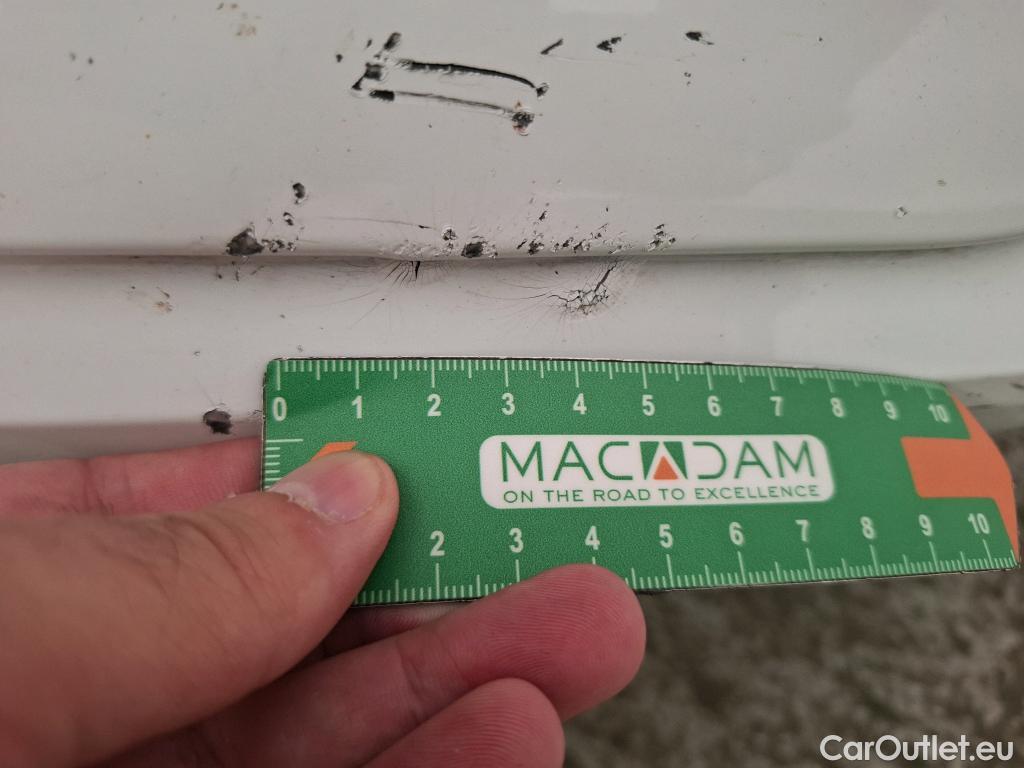 0 1 2 3 4 5 6 7 8 9 10
MACADAM
ON THE ROAD TO EXCELLENCE
2 3 4 5 6 7 8 9 10
CarOutlet.eu